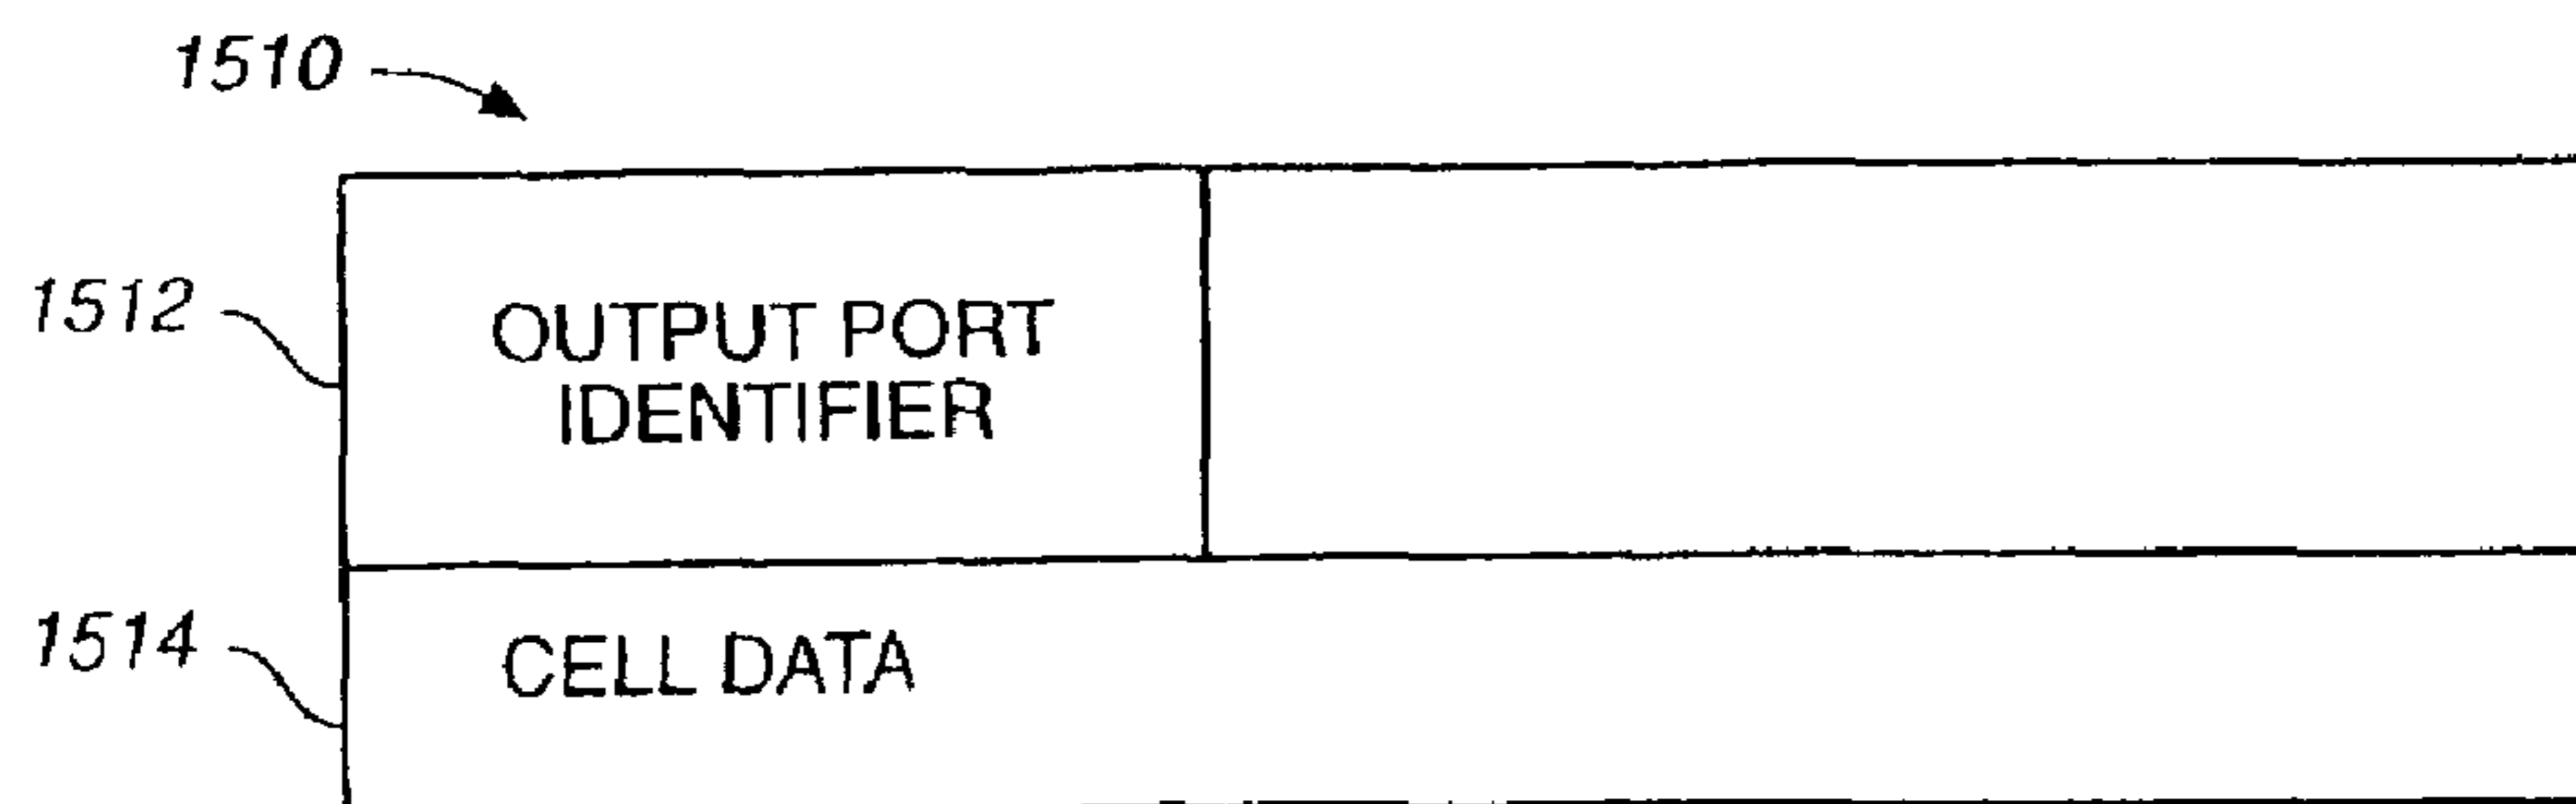 1510
1512
OUTPUT PORT
IDENTIFIER
1514
CELL DATA